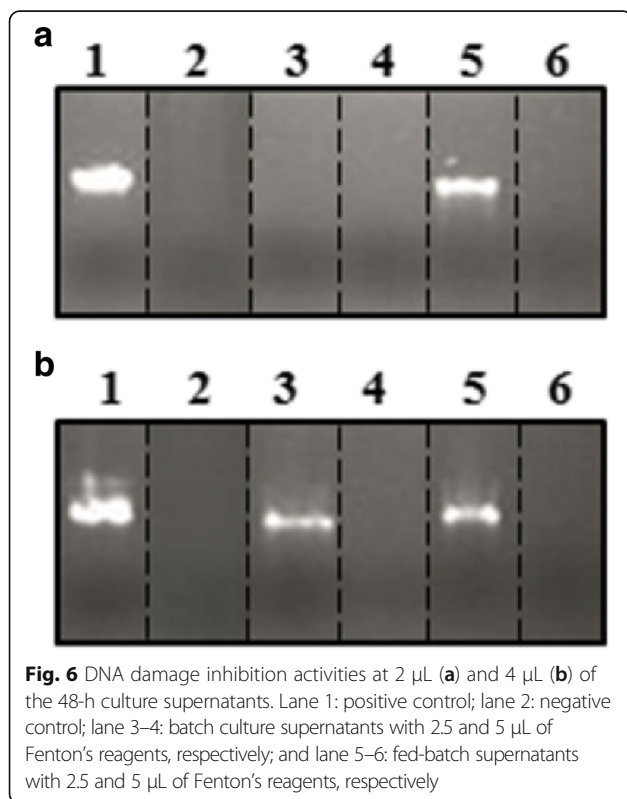 a
1 2 3 4 5 6
b
1 2 3 4 5 6
Fig. 6 DNA damage inhibition activities at 2 μL (a) and 4 μL (b) of
the 48-h culture supernatants. Lane 1: positive control; lane 2: negative
control; lane 3–4: batch culture supernatants with 2.5 and 5 μL of
Fenton's reagents, respectively; and lane 5–6: fed-batch supernatants
with 2.5 and 5 μL of Fenton's reagents, respectively